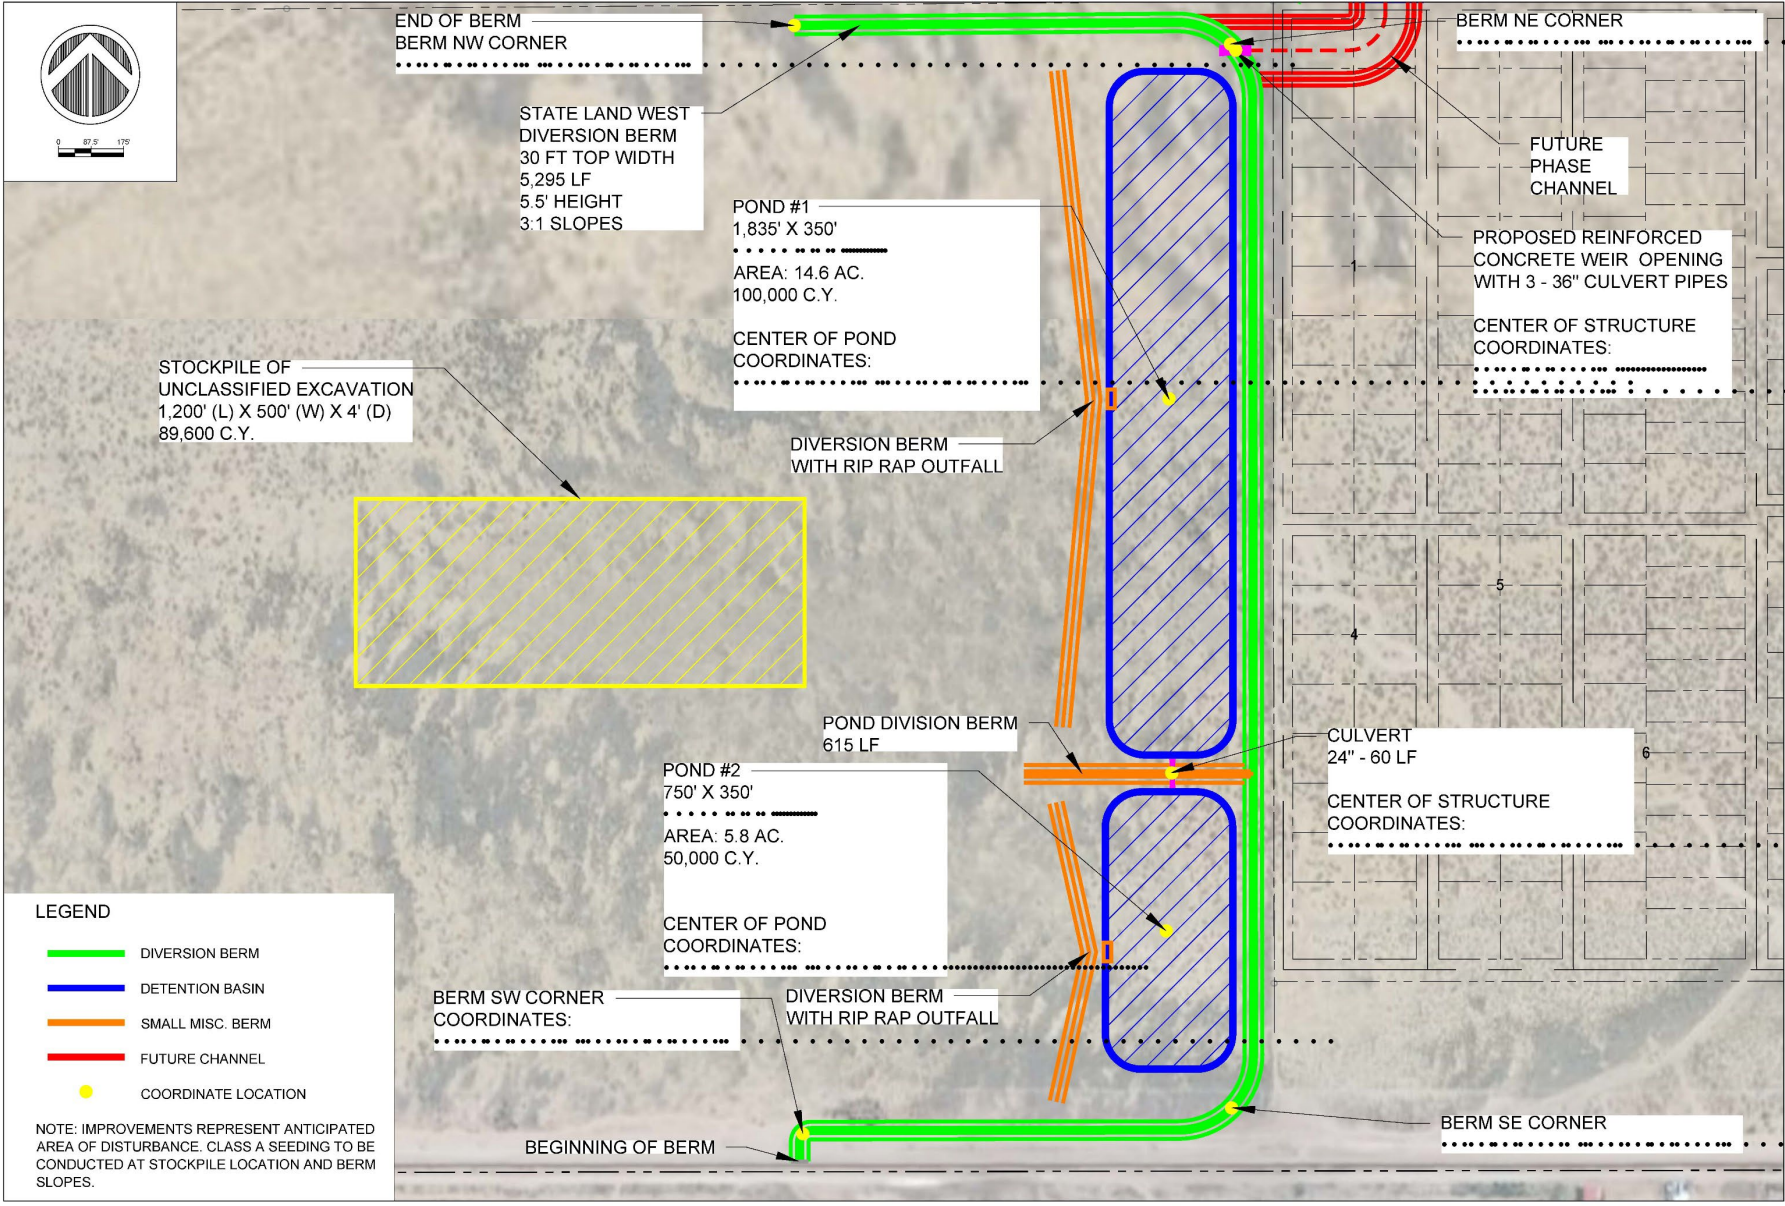 END OF BERM
BERM NW CORNER
BERM NE CORNER
0 87.5' 175'
STATE LAND WEST
DIVERSION BERM
30 FT TOP WIDTH
5,295 LF
5.5' HEIGHT
3:1 SLOPES
FUTURE
PHASE
CHANNEL
POND #1
1,835' X 350'
AREA: 14.6 AC.
100,000 C.Y.
CENTER OF POND
COORDINATES:
PROPOSED REINFORCED
CONCRETE WEIR OPENING
WITH 3 - 36" CULVERT PIPES
CENTER OF STRUCTURE
COORDINATES:
1
STOCKPILE OF
UNCLASSIFIED EXCAVATION
1,200' (L) X 500' (W) X 4' (D)
89,600 C.Y.
DIVERSION BERM
WITH RIP RAP OUTFALL
5
4
6
POND DIVISION BERM
615 LF
CULVERT
24" - 60 LF
CENTER OF STRUCTURE
COORDINATES:
POND #2
750' X 350'
AREA: 5.8 AC.
50,000 C.Y.
CENTER OF POND
COORDINATES:
BERM SW CORNER
COORDINATES:
DIVERSION BERM
WITH RIP RAP OUTFALL
BEGINNING OF BERM
BERM SE CORNER
LEGEND
DIVERSION BERM
DETENTION BASIN
SMALL MISC. BERM
FUTURE CHANNEL
COORDINATE LOCATION
NOTE: IMPROVEMENTS REPRESENT ANTICIPATED
AREA OF DISTURBANCE. CLASS A SEEDING TO BE
CONDUCTED AT STOCKPILE LOCATION AND BERM
SLOPES.